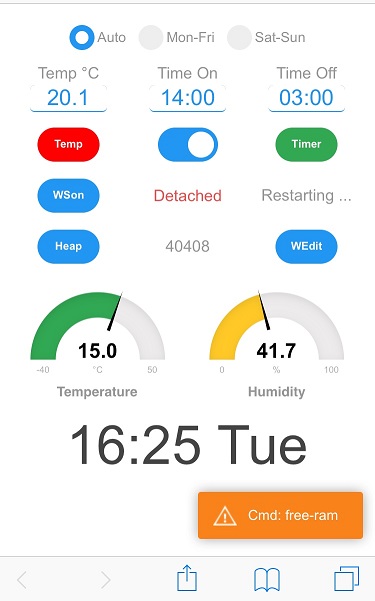 Auto Mon-Fri Sat-Sun
Temp °C Time On Time Off
20.1 14:00 03:00
Temp Timer
WSon Detached Restarting ...
Heap 40408 WEdit
15.0 41.7
-40 °C 50 0 % 100
Temperature Humidity
16:25 Tue
Cmd: free-ram